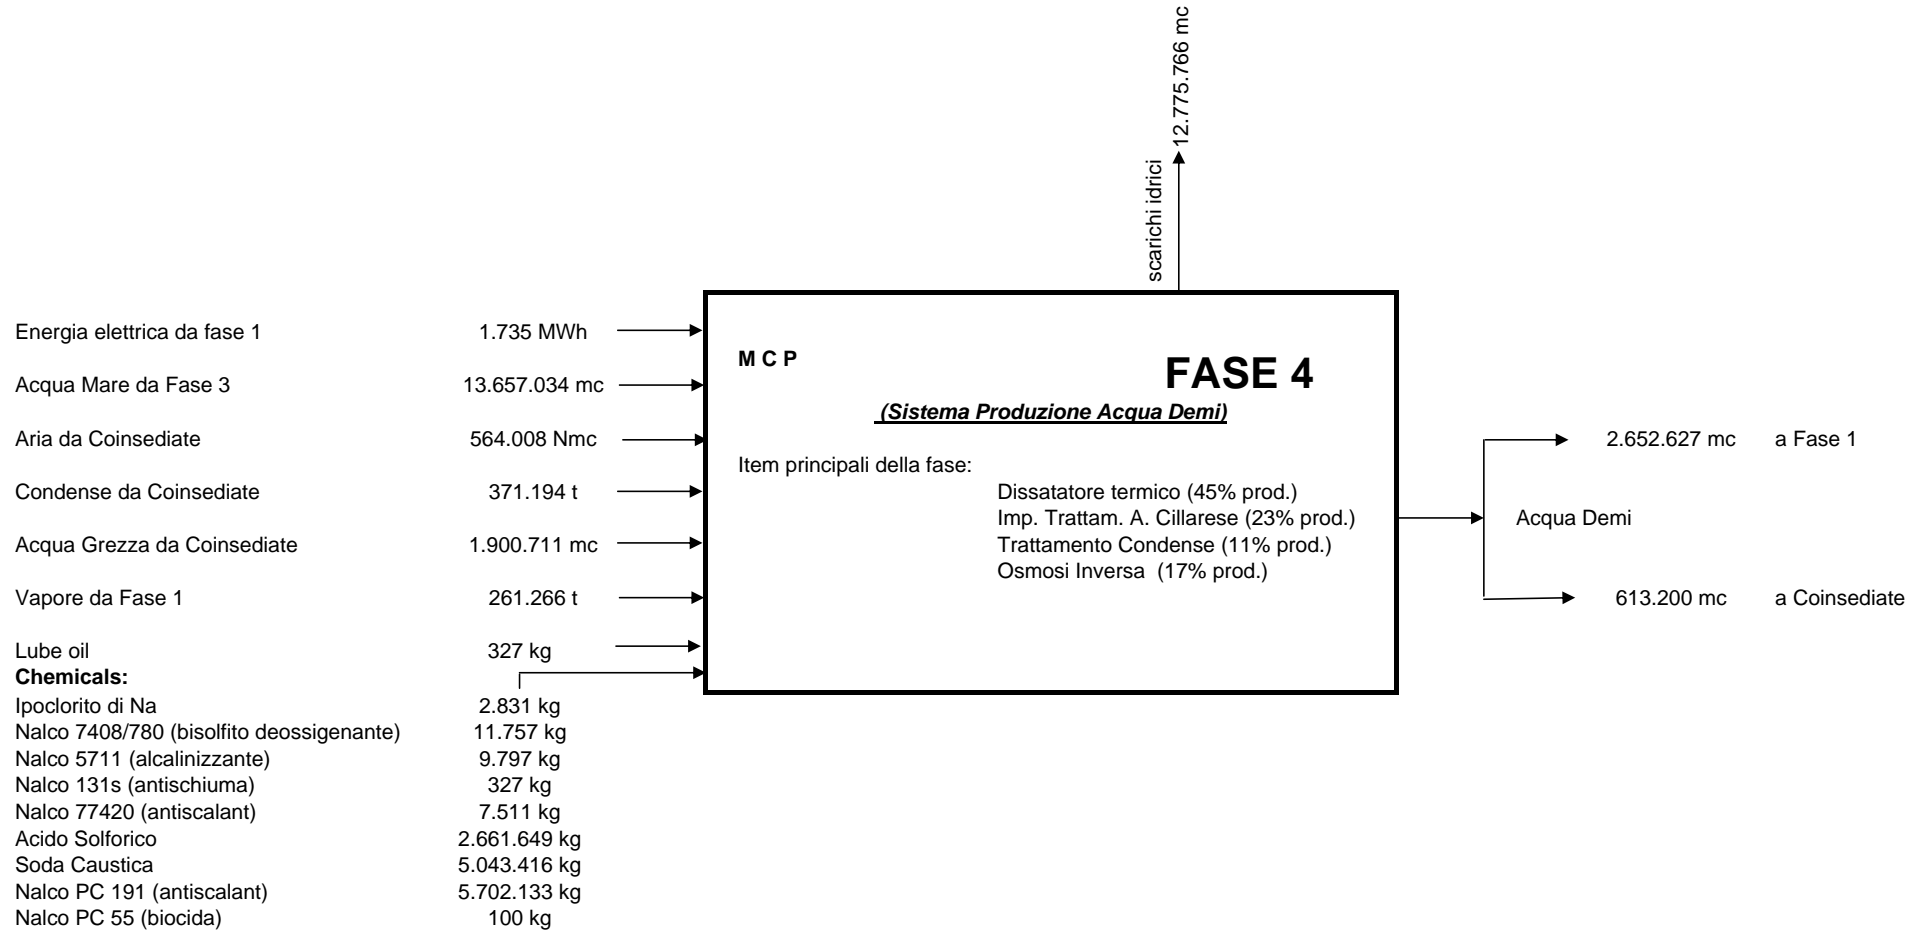 12.775.766 mc
scarichi idrici
Energia elettrica da fase 1 1.735 MWh
Acqua Mare da Fase 3 13.657.034 mc
Aria da Coinsediate 564.008 Nmc
Condense da Coinsediate 371.194 t
Acqua Grezza da Coinsediate 1.900.711 mc
Vapore da Fase 1 261.266 t
Lube oil 327 kg
Chemicals:
Ipoclorito di Na 2.831 kg
Nalco 7408/780 (bisolfito deossigenante) 11.757 kg
Nalco 5711 (alcalinizzante) 9.797 kg
Nalco 131s (antischiuma) 327 kg
Nalco 77420 (antiscalant) 7.511 kg
Acido Solforico 2.661.649 kg
Soda Caustica 5.043.416 kg
Nalco PC 191 (antiscalant) 5.702.133 kg
Nalco PC 55 (biocida) 100 kg
M C P
FASE 4
(Sistema Produzione Acqua Demi)
Item principali della fase:
Dissatatore termico (45% prod.)
Imp. Trattam. A. Cillarese (23% prod.)
Trattamento Condense (11% prod.)
Osmosi Inversa (17% prod.)
2.652.627 mc a Fase 1
Acqua Demi
613.200 mc a Coinsediate